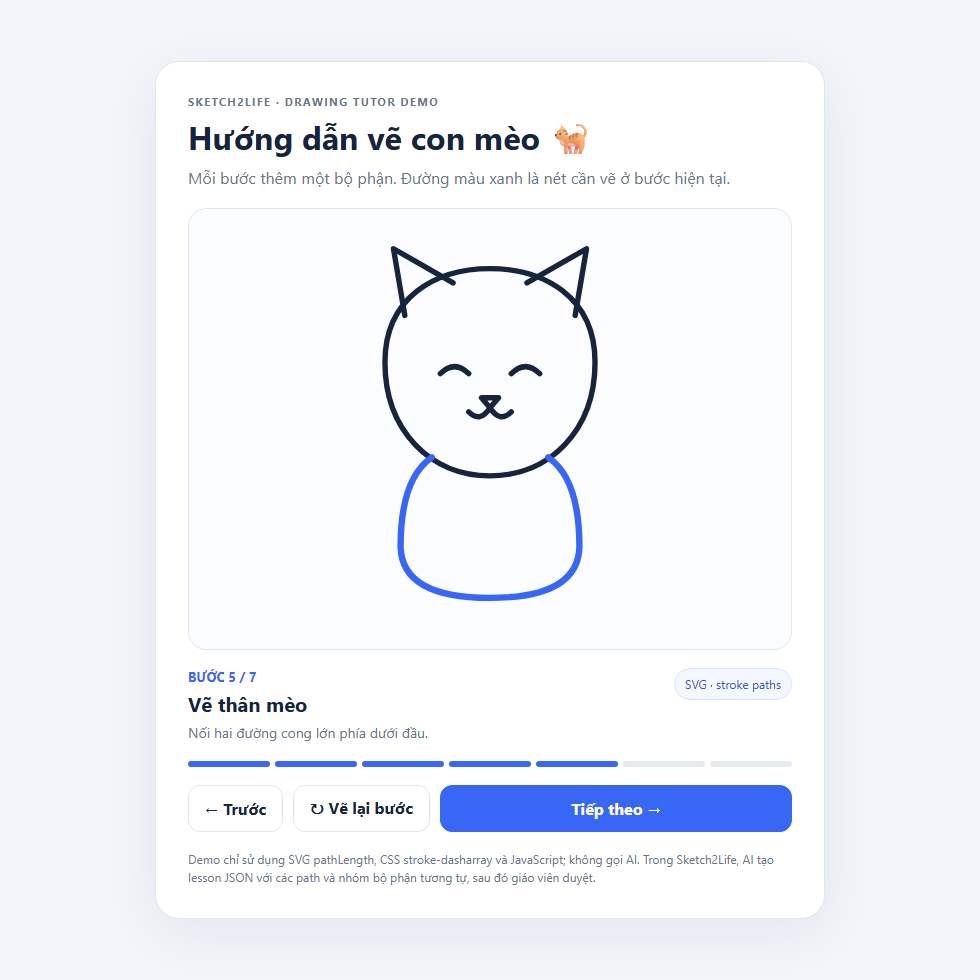 SKETCH2LIFE · DRAWING TUTOR DEMO
Hướng dẫn vẽ con mèo 🐈
Mỗi bước thêm một bộ phận. Đường màu xanh là nét cần vẽ ở bước hiện tại.
BƯỚC 5 / 7
SVG · stroke paths
Vẽ thân mèo
Nối hai đường cong lớn phía dưới đầu.
← Trước
↻ Vẽ lại bước
Tiếp theo →
Demo chỉ sử dụng SVG pathLength, CSS stroke-dasharray và JavaScript; không gọi AI. Trong Sketch2Life, AI tạo
lesson JSON với các path và nhóm bộ phận tương tự, sau đó giáo viên duyệt.